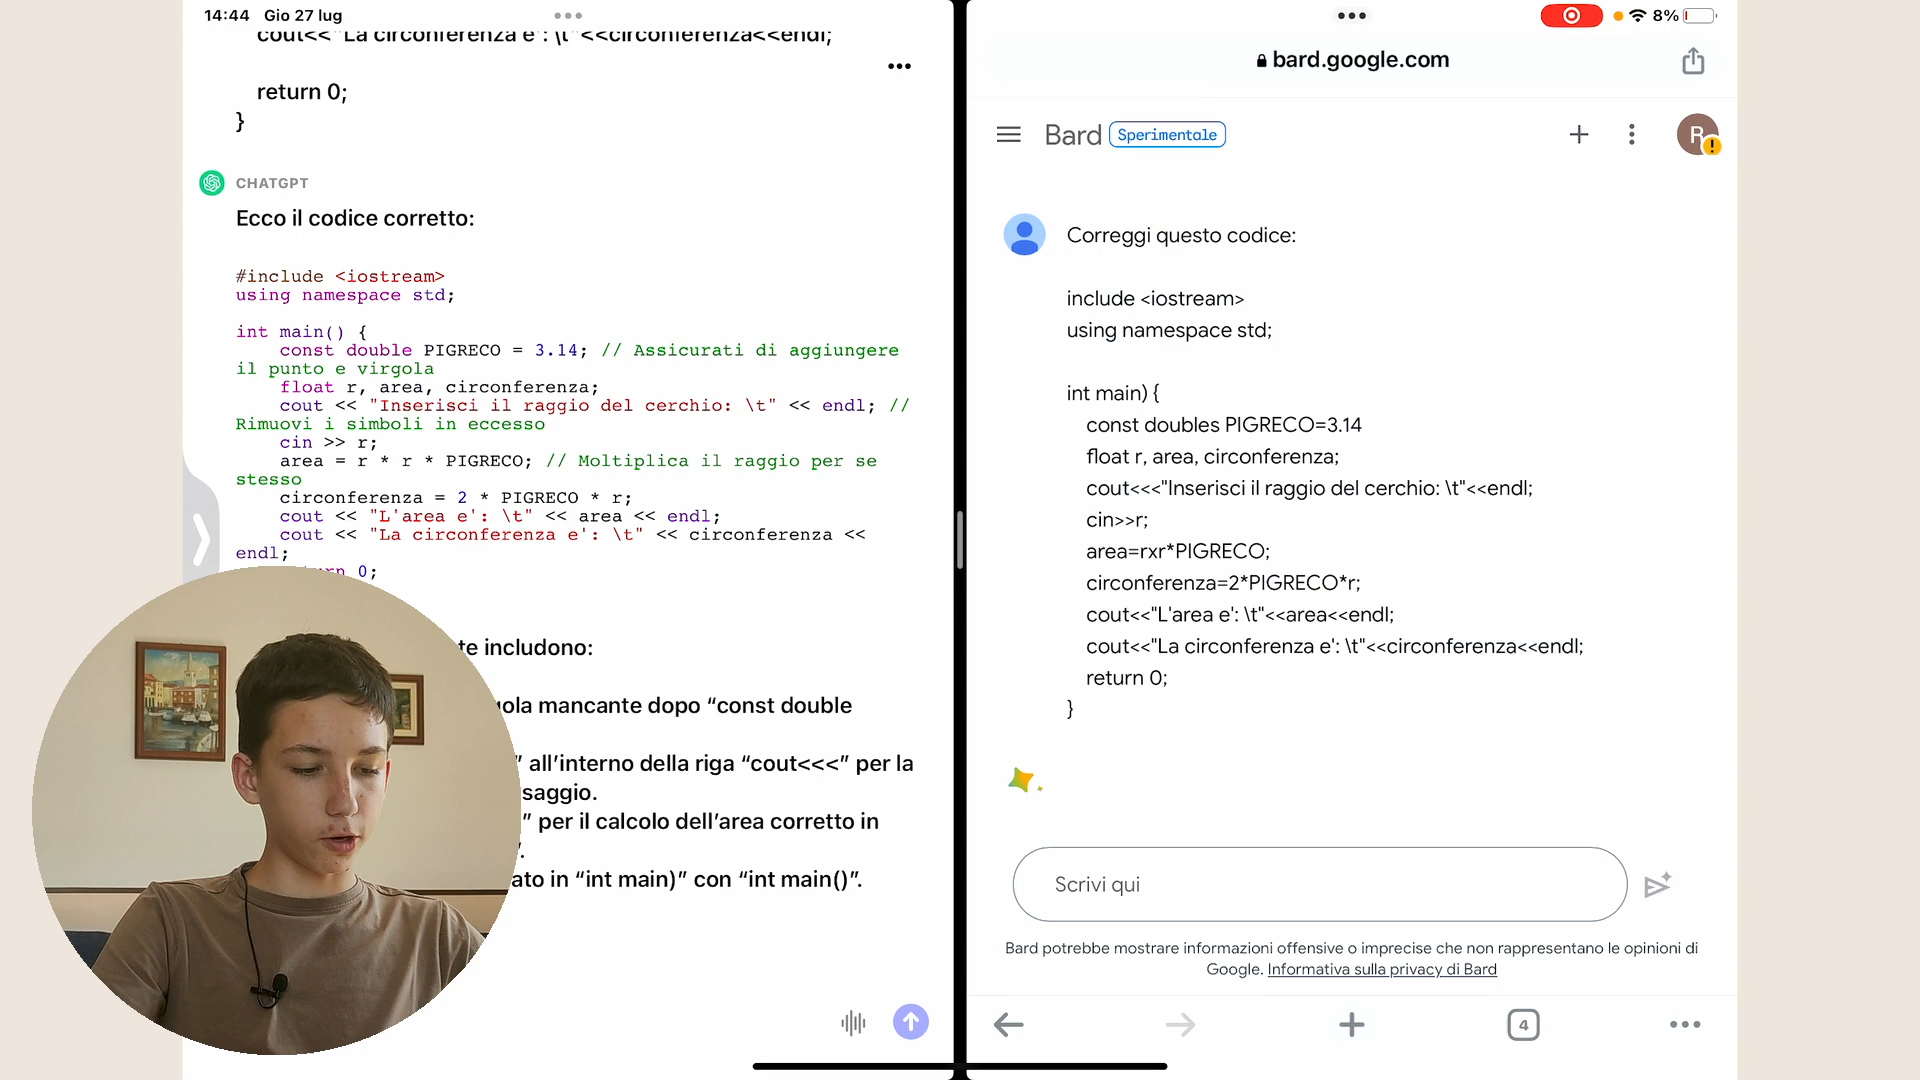 14:44 Gio 27 lug
cout<<"La circonferenza e': \t"<<circonferenza<<endl;
return 0;
}
CHATGPT
Ecco il codice corretto:
#include <iostream>
using namespace std;
int main() {
const double PIGRECO = 3.14; // Assicurati di aggiungere
il punto e virgola
float r, area, circonferenza;
cout << "Inserisci il raggio del cerchio: \t" << endl; //
Rimuovi i simboli in eccesso
cin >> r;
area = r * r * PIGRECO; // Moltiplica il raggio per se
stesso
circonferenza = 2 * PIGRECO * r;
cout << "L'area e': \t" << area << endl;
cout << "La circonferenza e': \t" << circonferenza <<
endl;
0;
includono:
mancante dopo “const double
” all’interno della riga “cout<<<” per la
” per il calcolo dell’area corretto in
”.
in “int main)” con “int main()”.
8%
bard.google.com
Bard Sperimentale
R
Correggi questo codice:
include <iostream>
using namespace std;
int main) {
const doubles PIGRECO=3.14
float r, area, circonferenza;
cout<<<"Inserisci il raggio del cerchio: \t"<<endl;
cin>>r;
area=rxr*PIGRECO;
circonferenza=2*PIGRECO*r;
cout<<"L'area e': \t"<<area<<endl;
cout<<"La circonferenza e': \t"<<circonferenza<<endl;
return 0;
}
Scrivi qui
Bard potrebbe mostrare informazioni offensive o imprecise che non rappresentano le opinioni di
Google. Informativa sulla privacy di Bard
4